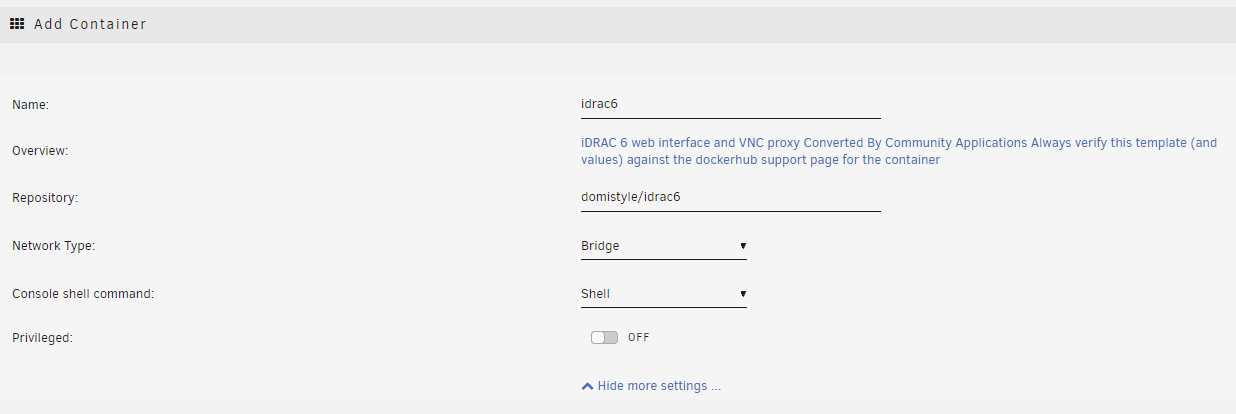 Add Container
Name:
idrac6
Overview:
iDRAC 6 web interface and VNC proxy Converted By Community Applications Always verify this template (and
values) against the dockerhub support page for the container
Repository:
domistyle/idrac6
Network Type:
Bridge
Console shell command:
Shell
Privileged:
OFF
Hide more settings ...